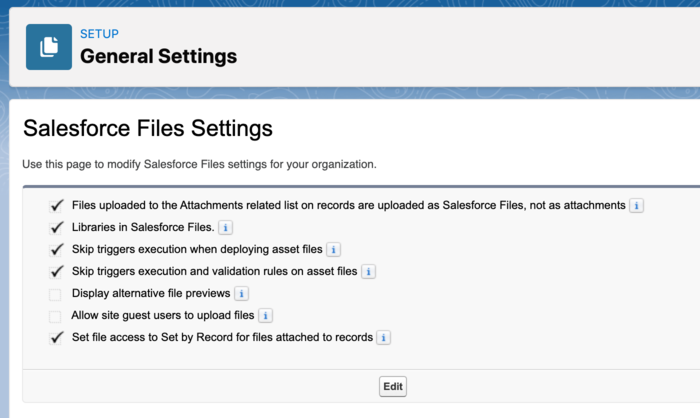 SETUP
General Settings
Salesforce Files Settings
Use this page to modify Salesforce Files settings for your organization.
Files uploaded to the Attachments related list on records are uploaded as Salesforce Files, not as attachments i
Libraries in Salesforce Files. i
Skip triggers execution when deploying asset files i
Skip triggers execution and validation rules on asset files i
Display alternative file previews i
Allow site guest users to upload files i
Set file access to Set by Record for files attached to records i
Edit